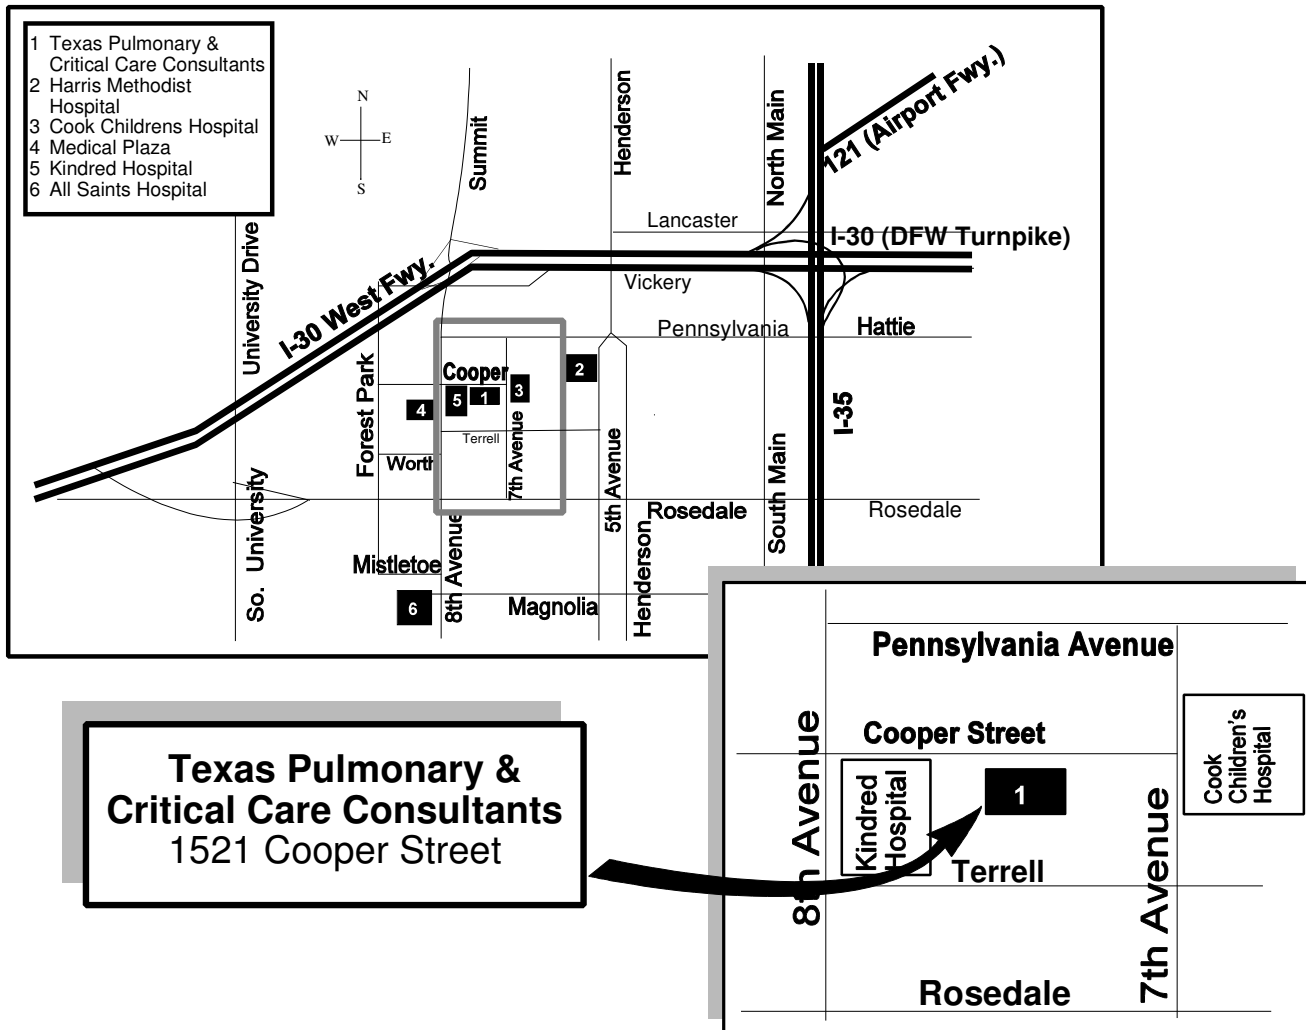 1 Texas Pulmonary &
Critical Care Consultants
2 Harris Methodist
Hospital
3 Cook Childrens Hospital
4 Medical Plaza
5 Kindred Hospital
6 All Saints Hospital
N
W E
S
Summit
Henderson
North Main
121 (Airport Fwy.)
Lancaster
I-30 (DFW Turnpike)
University Drive
I-30 West Fwy.
Vickery
Pennsylvania
Hattie
Forest Park
Cooper
2
3
5
1
4
I-35
Terrell
7th Avenue
Worth
5th Avenue
South Main
So. University
Rosedale
Rosedale
8th Avenue
Mistletoe
Henderson
6
Magnolia
Texas Pulmonary &
Critical Care Consultants
1521 Cooper Street
Pennsylvania Avenue
Cooper Street
8th Avenue
Kindred
Hospital
1
Cook
Children's
Hospital
7th Avenue
Terrell
Rosedale